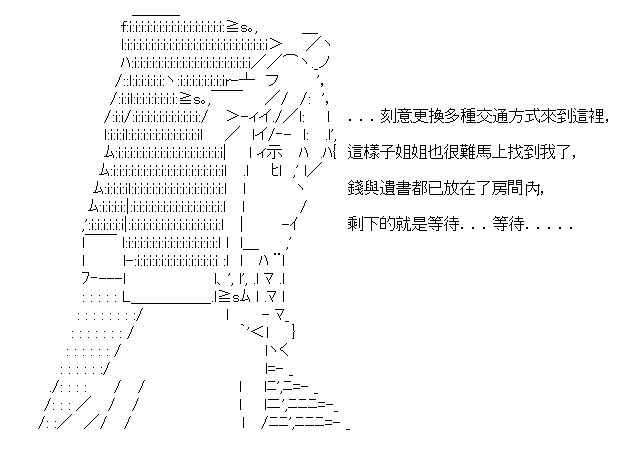 ...刻意更換多種交通方式來到這裡,
這樣子姐姐也很難馬上找到我了,
錢與遺書都已放在了房間內,
剩下的就是等待...等待.....